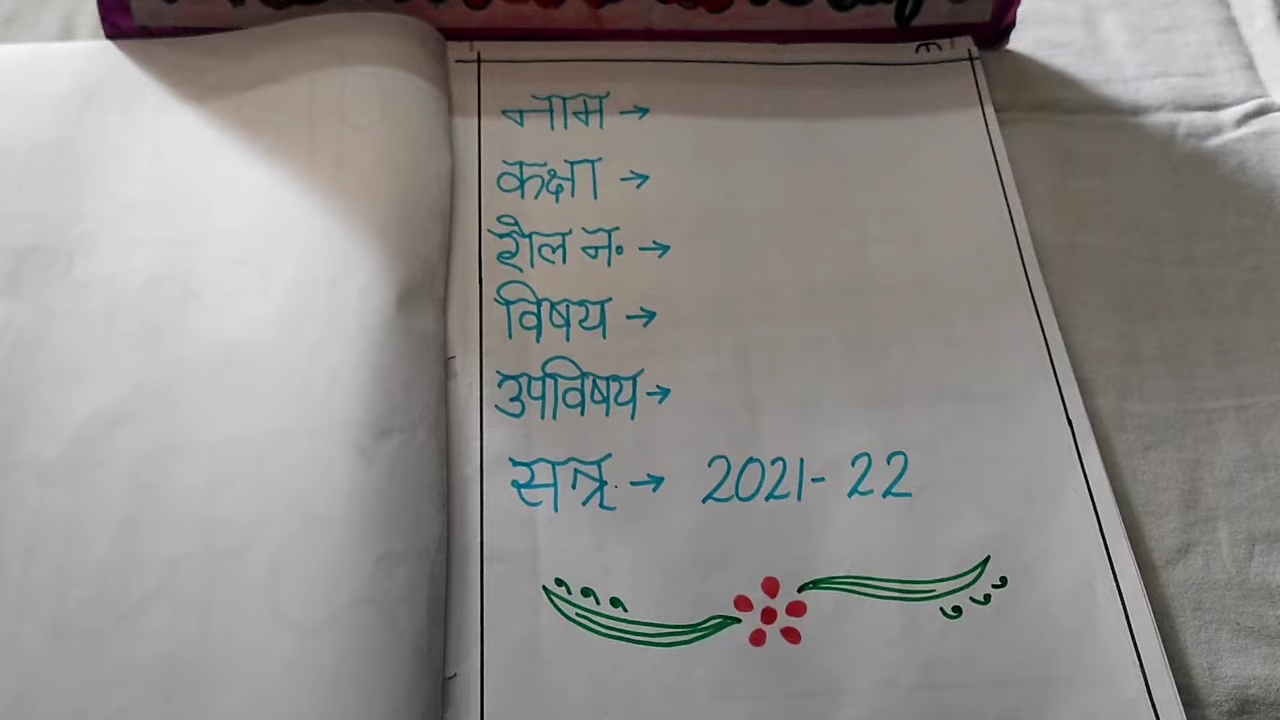 नाम →
कक्षा →
रोल न. →
विषय →
उपविषय →
सत्र → 2021-22